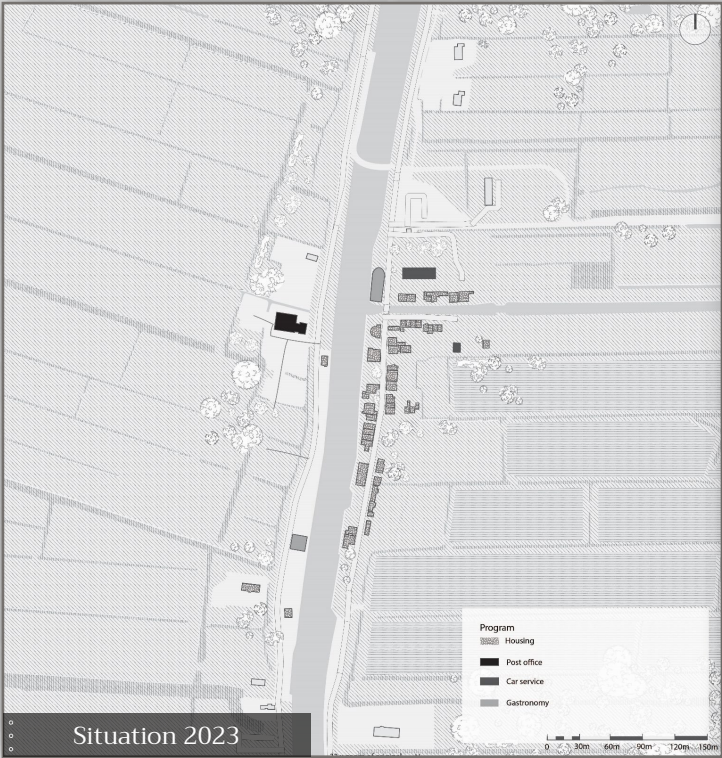 Program
Housing
Post office
Car service
Gastronomy
0 30m 60m 90m 120m 150m
Situation 2023